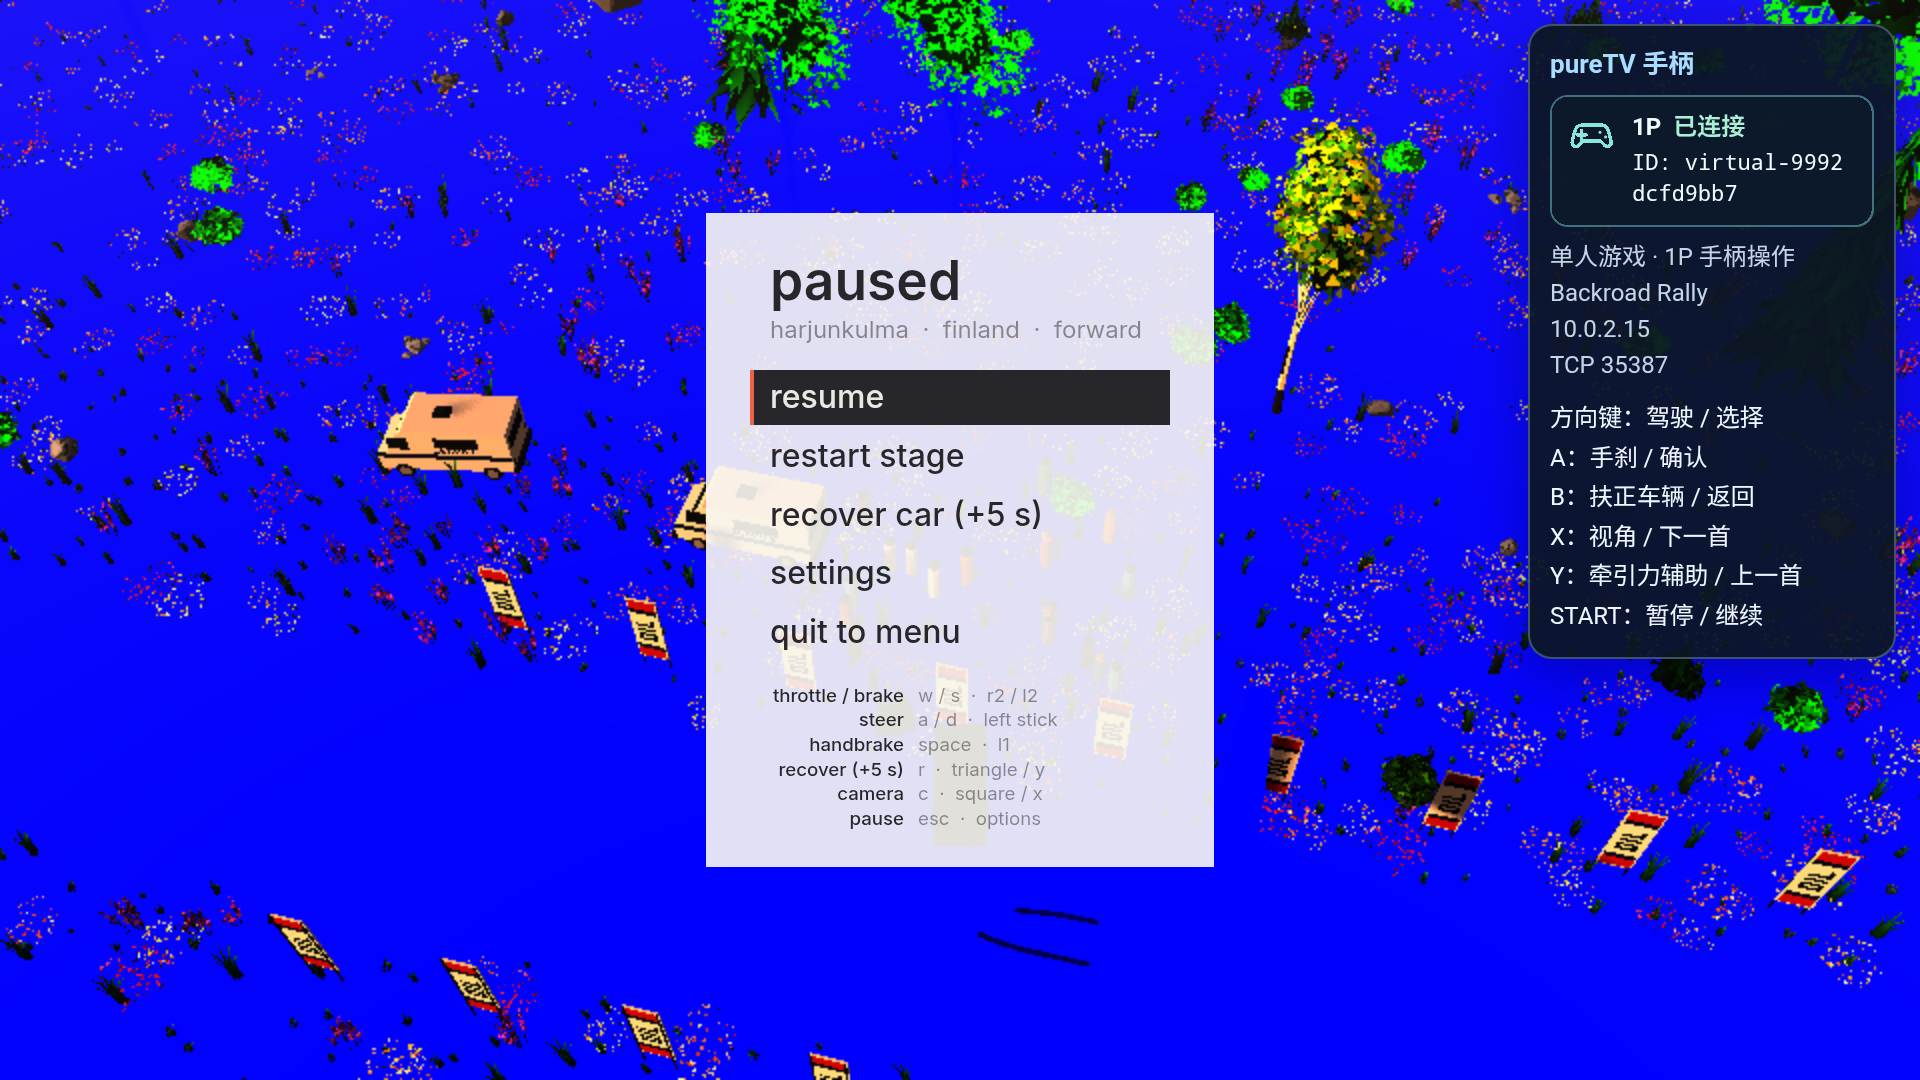 paused
harjunkulma · finland · forward
resume
restart stage
recover car (+5 s)
settings
quit to menu
throttle / brake w / s · r2 / l2
steer a / d · left stick
handbrake space · l1
recover (+5 s) r · triangle / y
camera c · square / x
pause esc · options
pureTV 手柄
1P 已连接
ID: virtual-9992
dcfd9bb7
单人游戏 · 1P 手柄操作
Backroad Rally
10.0.2.15
TCP 35387
方向键：驾驶 / 选择
A：手刹 / 确认
B：扶正车辆 / 返回
X：视角 / 下一首
Y：牵引力辅助 / 上一首
START：暂停 / 继续